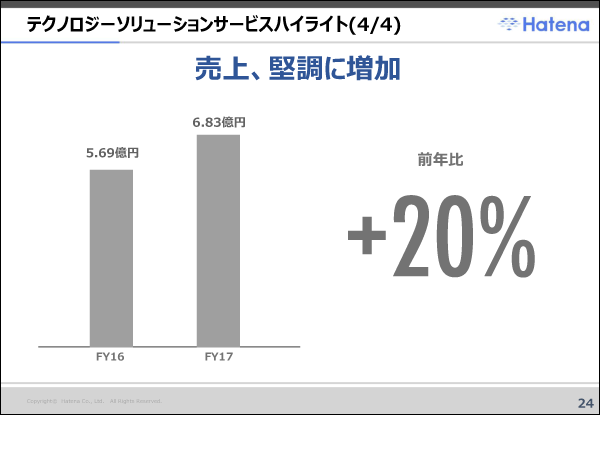 テクノロジーソリューションサービスハイライト(4/4)
Hatena
売上、堅調に増加
6.83億円
5.69億円
前年比
+20%
FY16
FY17
Copyright© Hatena Co., Ltd. All Rights Reserved.
24